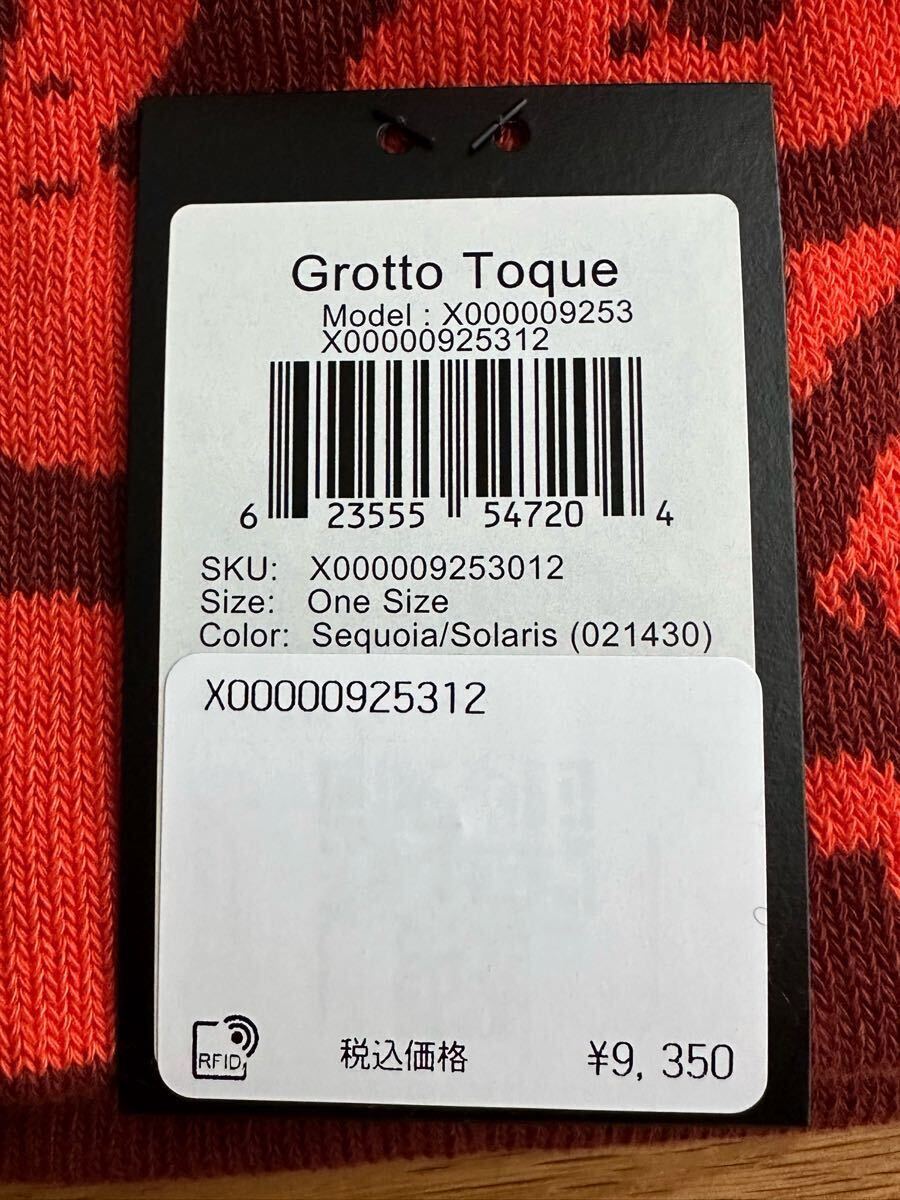 Grotto Toque
Model : X000009253
X00000925312
6 23555 54720 4
SKU: X000009253012
Size: One Size
Color: Sequoia/Solaris (021430)
X00000925312
RFID 税込価格 ¥9, 350